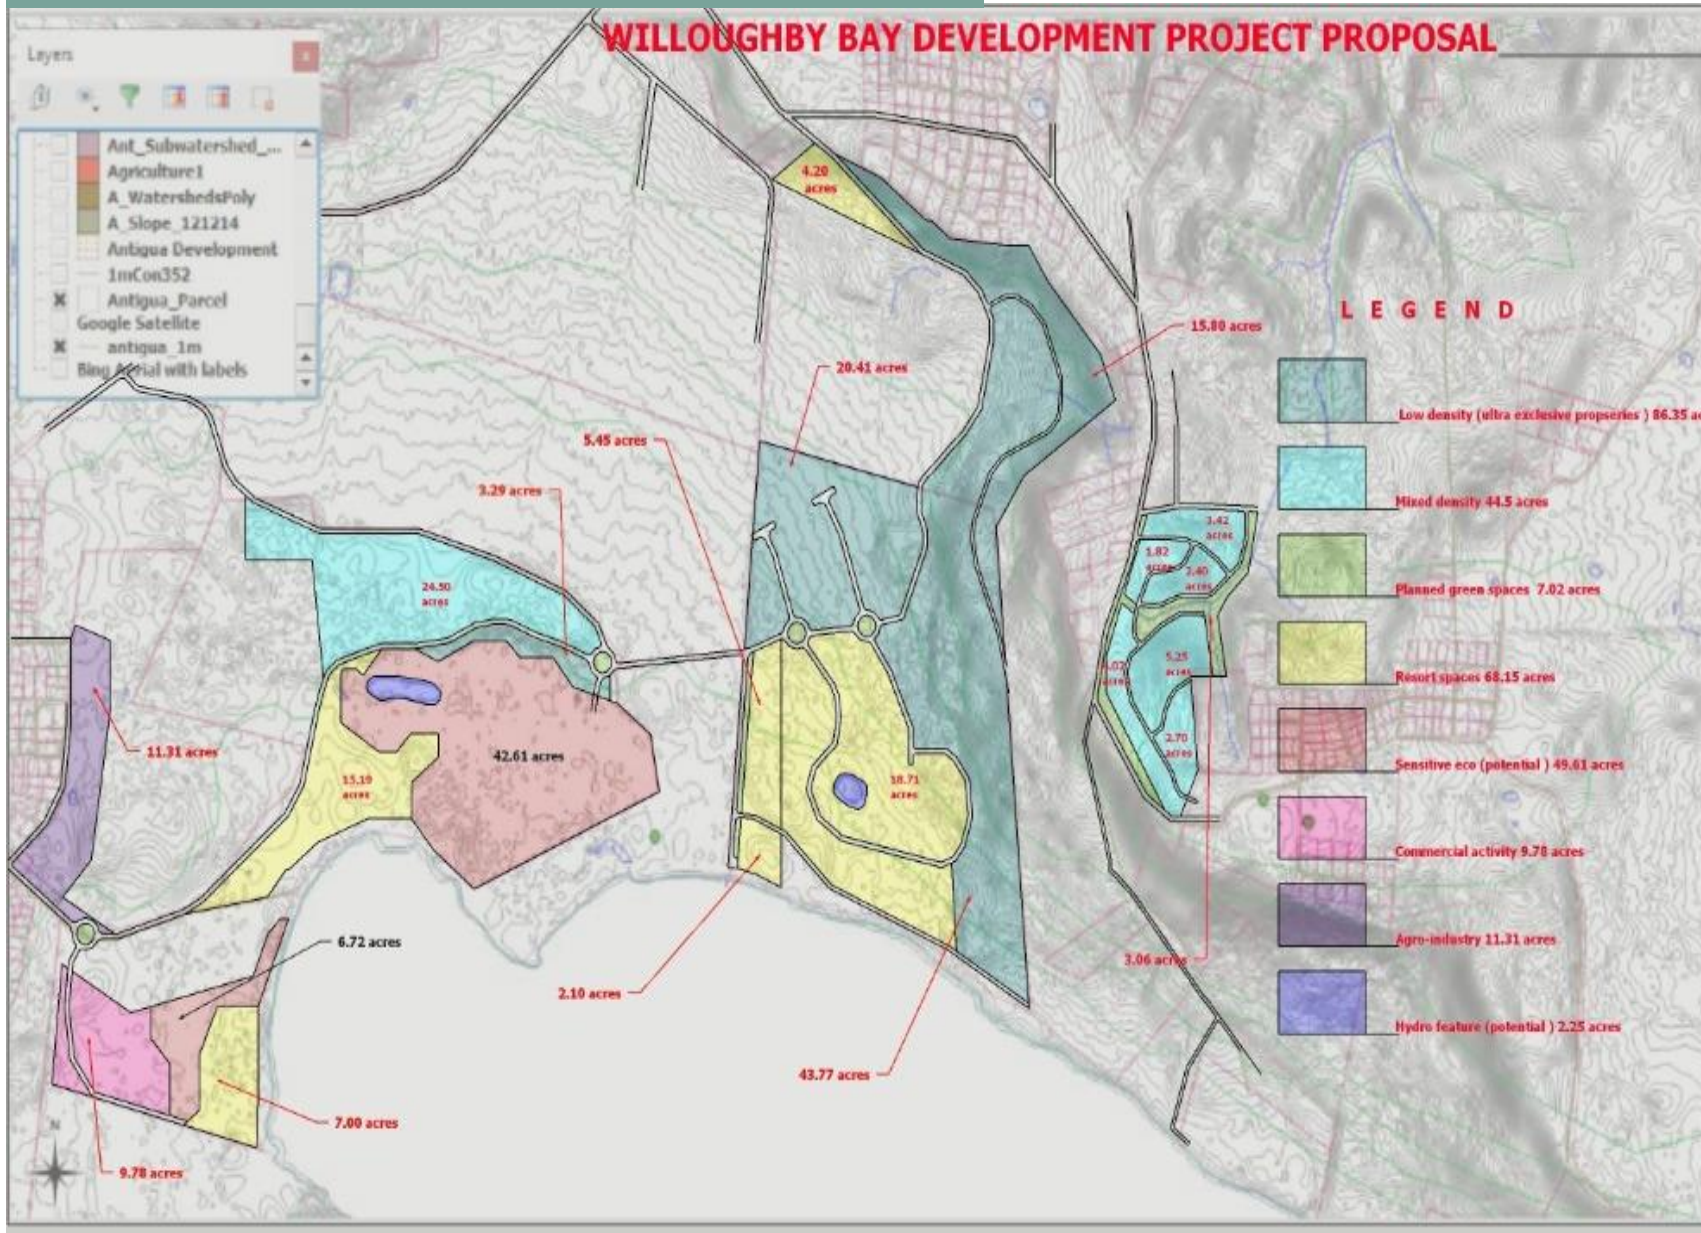 WILLOUGHBY BAY DEVELOPMENT PROJECT PROPOSAL
Layers
Ant_Subwatershed_...
Agriculture1
A_WatershedsPoly
A_Slope_121214
Antigua Development
1mCon352
Antigua_Parcel
Google Satellite
antigua_1m
Bing Aerial with labels
4.20
acres
15.80 acres
20.41 acres
5.45 acres
3.29 acres
24.50
acres
3.42
acres
1.82
acres
acres
5.25
acres
acres
2.70
acres
11.31 acres
42.61 acres
acres
18.71
acres
6.72 acres
2.10 acres
3.06 acres
43.77 acres
7.00 acres
9.78 acres
N
LEGEND
Low density (ultra exclusive propseries ) 86.35
Mixed density 44.5 acres
Planned green spaces 7.02 acres
Resort spaces 68.15 acres
Sensitive eco (potential ) 49.61 acres
Commercial activity 9.78 acres
Agro-industry 11.31 acres
Hydro feature (potential ) 2.25 acres